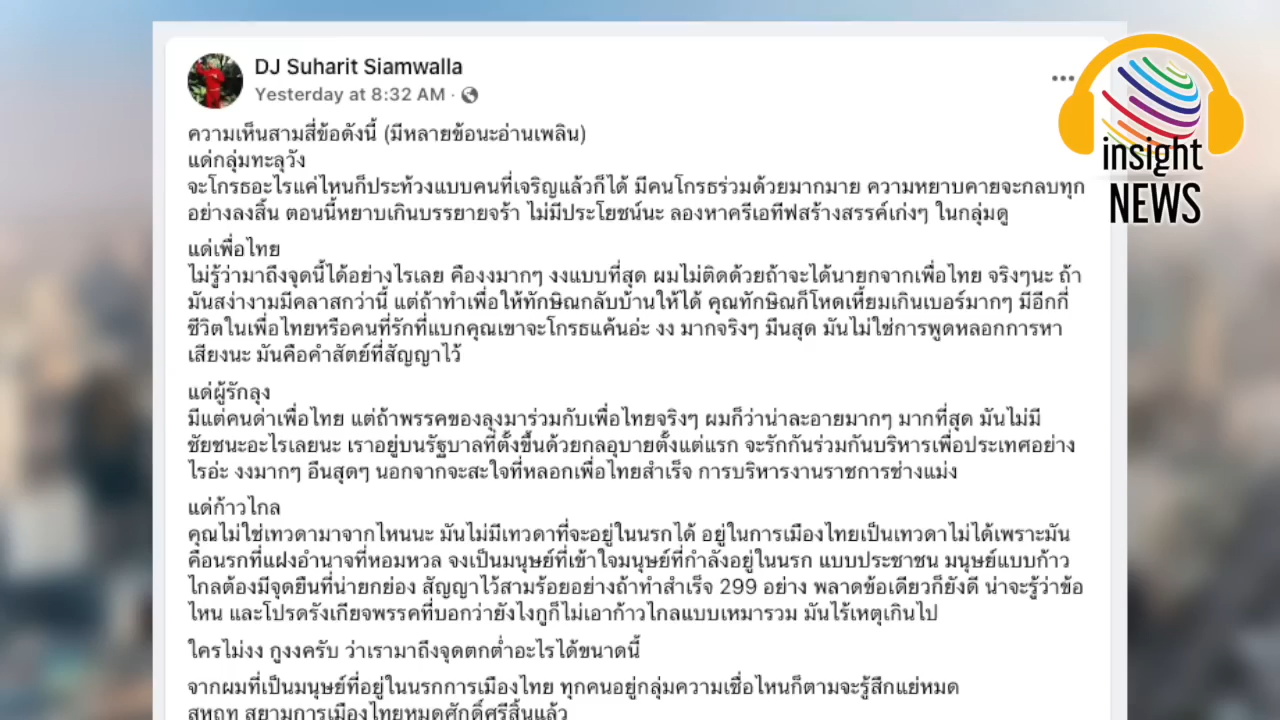 DJ Suharit Siamwalla
Yesterday at 8:32 AM ·
ความเห็นสามสี่ข้อดังนี้ (มีหลายข้อนะอ่านเพลิน)
แด่กลุ่มทะลุวัง
จะโกรธอะไรแค่ไหนก็ประท้วงแบบคนที่เจริญแล้วก็ได้ มีคนโกรธร่วมด้วยมากมาย ความหยาบคายจะกลบทุก
อย่างลงสิ้น ตอนนี้หยาบเกินบรรยายจร้า ไม่มีประโยชน์นะ ลองหาครีเอทีฟสร้างสรรค์เก่งๆ ในกลุ่มดู
แด่เพื่อไทย
ไม่รู้ว่ามาถึงจุดนี้ได้อย่างไรเลย คืองงมากๆ งงแบบที่สุด ผมไม่ติดด้วยถ้าจะได้นายกจากเพื่อไทย จริงๆนะ ถ้า
มันสง่างามมีคลาสกว่านี้ แต่ถ้าทำเพื่อให้ทักษิณกลับบ้านให้ได้ คุณทักษิณก็โหดเหี้ยมเกินเบอร์มากๆ มีอีกกี่
ชีวิตในเพื่อไทยหรือคนที่รักที่แบกคุณเขาจะโกรธแค้นอ่ะ งง มากจริงๆ มึนสุด มันไม่ใช่การพูดหลอกการหา
เสียงนะ มันคือคำสัตย์ที่สัญญาไว้
แด่ผู้รักลุง
มีแต่คนด่าเพื่อไทย แต่ถ้าพรรคของลุงมาร่วมกับเพื่อไทยจริงๆ ผมก็ว่าน่าละอายมากๆ มากที่สุด มันไม่มี
ชัยชนะอะไรเลยนะ เราอยู่บนรัฐบาลที่ตั้งขึ้นด้วยกลอุบายตั้งแต่แรก จะรักกันร่วมกันบริหารเพื่อประเทศอย่าง
ไรอ่ะ งงมากๆ อึนสุดๆ นอกจากจะสะใจที่หลอกเพื่อไทยสำเร็จ การบริหารงานราชการช่างแม่ง
แด่ก้าวไกล
คุณไม่ใช่เทวดามาจากไหนนะ มันไม่มีเทวดาที่จะอยู่ในนรกได้ อยู่ในการเมืองไทยเป็นเทวดาไม่ได้เพราะมัน
คือนรกที่แฝงอำนาจที่หอมหวล จงเป็นมนุษย์ที่เข้าใจมนุษย์ที่กำลังอยู่ในนรก แบบประชาชน มนุษย์แบบก้าว
ไกลต้องมีจุดยืนที่น่ายกย่อง สัญญาไว้สามร้อยอย่างถ้าทำสำเร็จ 299 อย่าง พลาดข้อเดียวก็ยังดี น่าจะรู้ว่าข้อ
ไหน และโปรดรังเกียจพรรคที่บอกว่ายังไงกูก็ไม่เอาก้าวไกลแบบเหมารวม มันไร้เหตุเกินไป
ใครไม่งง กูงงครับ ว่าเรามาถึงจุดตกต่ำอะไรได้ขนาดนี้
จากผมที่เป็นมนุษย์ที่อยู่ในนรกการเมืองไทย ทุกคนอยู่กลุ่มความเชื่อไหนก็ตามจะรู้สึกแย่หมด
สุหฤท สยามการเมืองไทยหมดศักดิ์ศรีสิ้นแล้ว
insight
NEWS